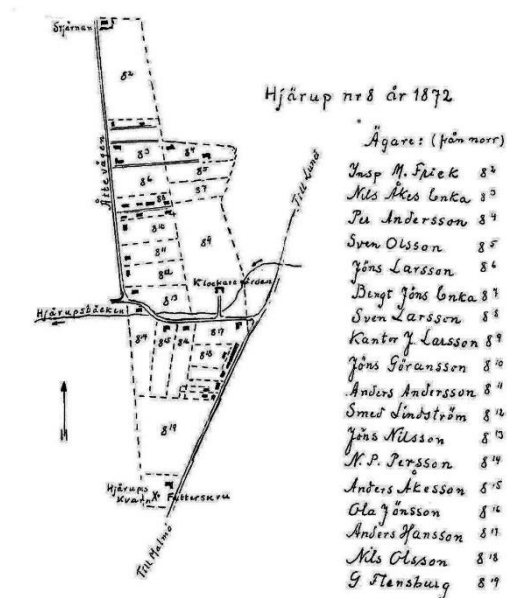 Stjärnan
8²
Hjärup nr 8 år 1872
Ägare: (från norr)
Insp M. Frick 8²
Nils Åkes Enka 8³
Per Andersson 8⁴
Sven Olsson 8⁵
Jöns Larsson 8⁶
Bengt Jöns Enka 8⁷
Sven Larsson 8⁸
Kantor J Larsson 8⁹
Jöns Göransson 8¹⁰
Anders Andersson 8¹¹
Smed Lindström 8¹²
Jöns Nilsson 8¹³
N. P. Persson 8¹⁴
Anders Åkesson 8¹⁵
Ola Jönsson 8¹⁶
Anders Hansson 8¹⁷
Nils Olsson 8¹⁸
G Flensburg 8¹⁹
Till Lund
8³
8⁴
8⁵
8⁶
8⁷
8⁸
8⁹
8¹⁰
8¹¹
8¹²
8¹³
Klockaregården
Hjärupsbäcken
8¹⁴
8¹⁵
8¹⁶
8¹⁷
8¹⁸
8¹⁹
N
Hjärups
Kvarn
Till Malmö